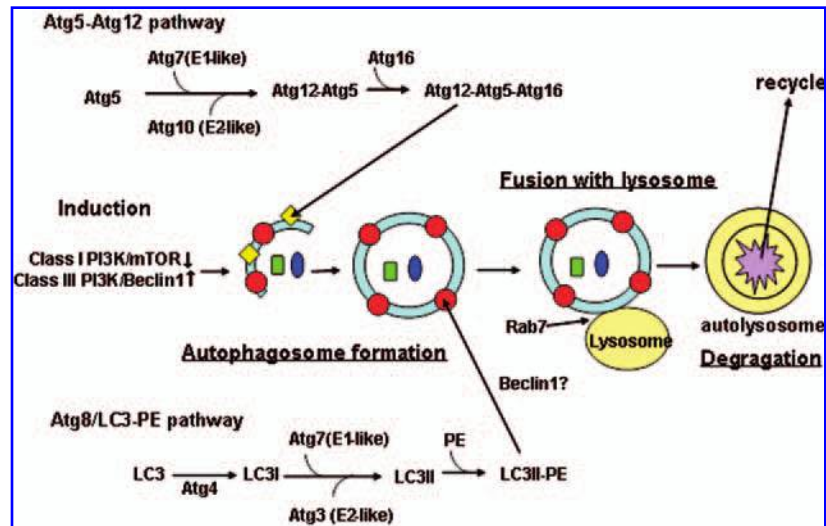 Atg5-Atg12 pathway
Atg7(E1-like)
Atg16
Atg5
Atg12-Atg5
Atg12-Atg5-Atg16
Atg10 (E2-like)
recycle
Fusion with lysosome
Induction
Class I PI3K/mTOR↓
Class III PI3K/Beclin1↑
Rab7
Lysosome
autolysosome
Autophagosome formation
Degragation
Beclin1?
Atg8/LC3-PE pathway
Atg7(E1-like)
PE
LC3
Atg4
LC3I
LC3II
LC3II-PE
Atg3 (E2-like)